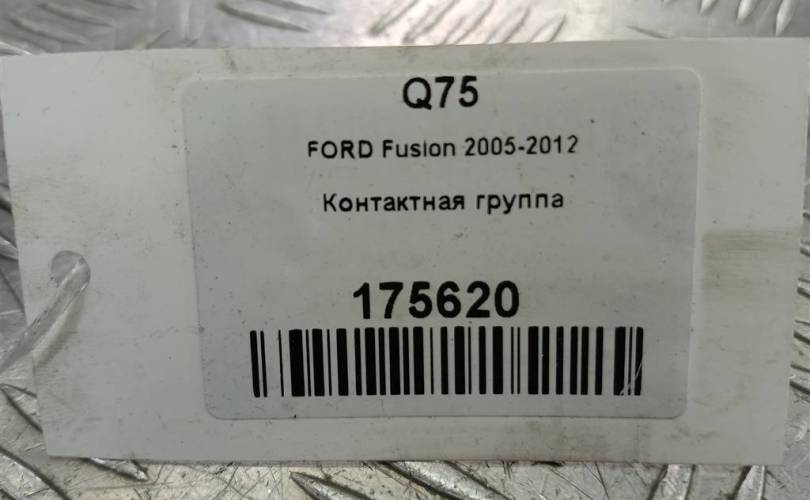 Q75
FORD Fusion 2005-2012
Контактная группа
175620